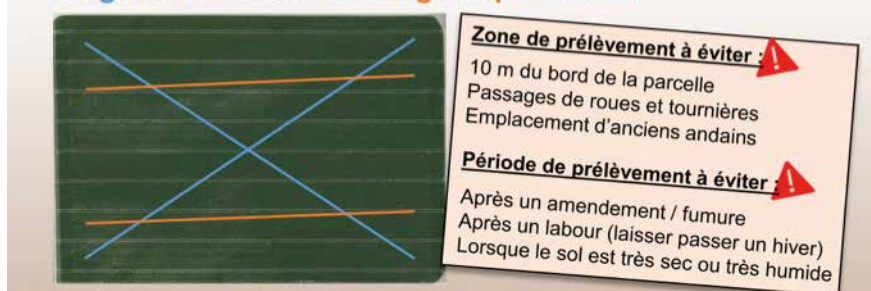 Zone de prélèvement à éviter :
10 m du bord de la parcelle
Passages de roues et tournières
Emplacement d'anciens andains
Période de prélèvement à éviter :
Après un amendement / fumure
Après un labour (laisser passer un hiver)
Lorsque le sol est très sec ou très humide